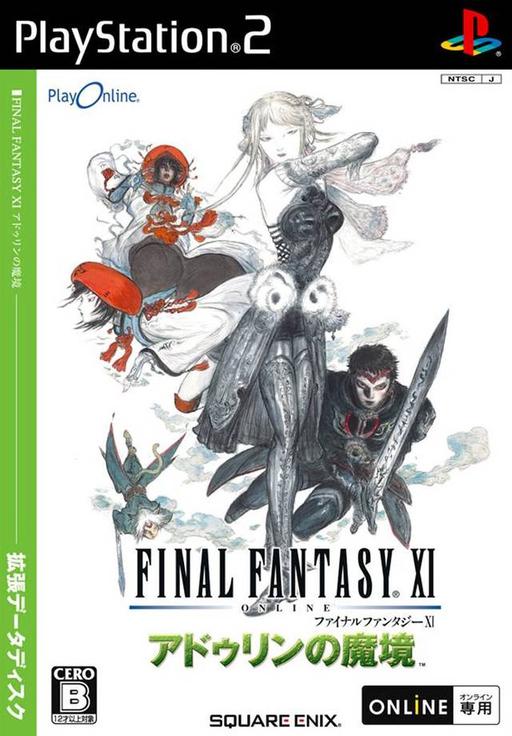 PlayStation®2
NTSC J
PlayOnline®
FINAL FANTASY XI アドゥリンの魔境
拡張データディスク
FINAL FANTASY® XI
ONLINE
ファイナルファンタジーXI
アドゥリンの魔境™
CERO
B
12才以上対象
SQUARE ENIX®
ONLINE オンライン専用